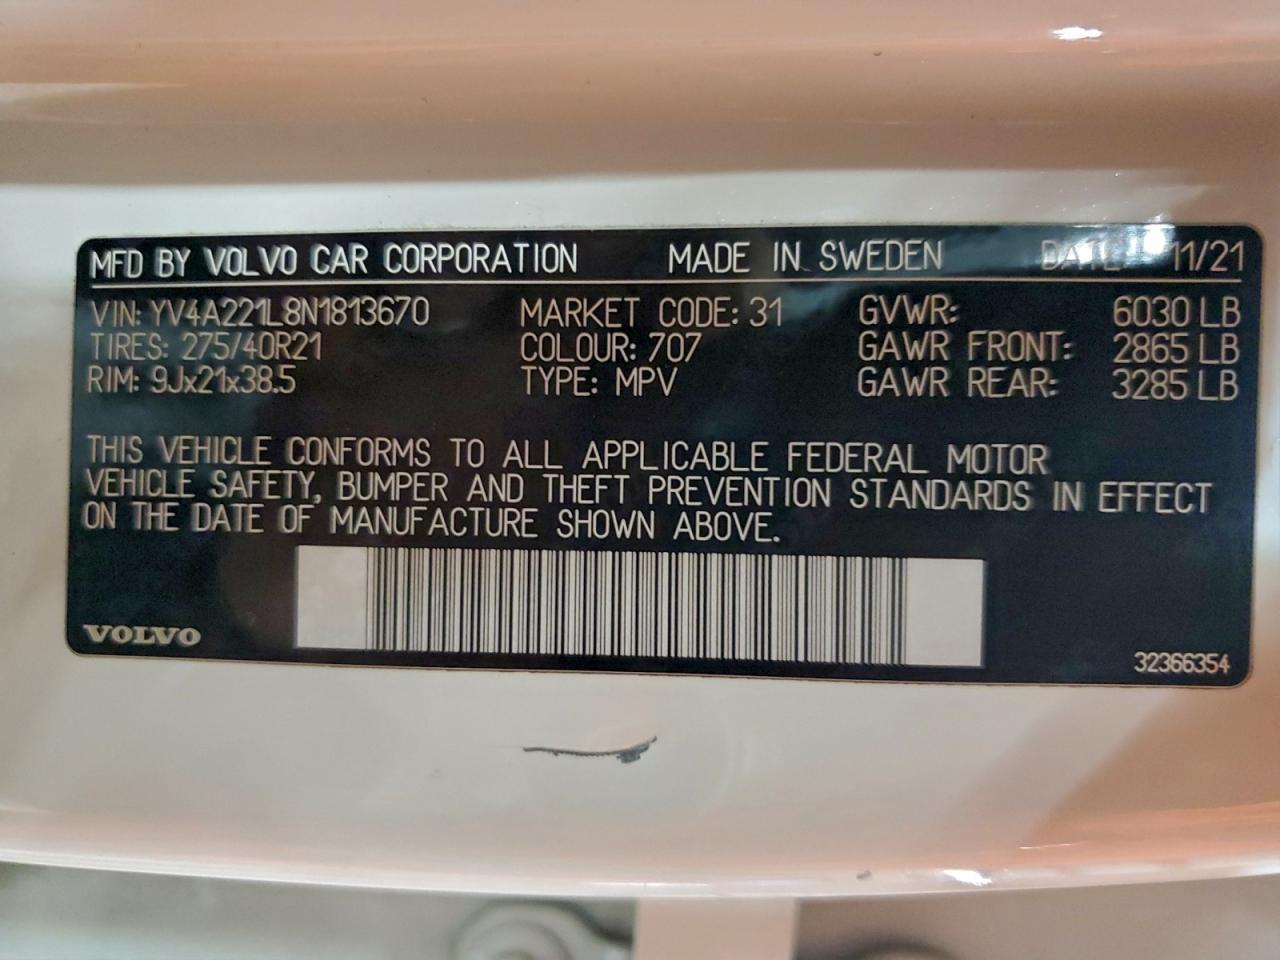 MFD BY VOLVO CAR CORPORATION MADE IN SWEDEN DATE 11/21
VIN: YV4A221L8N1813670 MARKET CODE: 31 GVWR: 6030 LB
TIRES: 275/40R21 COLOUR: 707 GAWR FRONT: 2865 LB
RIM: 9Jx21x38.5 TYPE: MPV GAWR REAR: 3285 LB
THIS VEHICLE CONFORMS TO ALL APPLICABLE FEDERAL MOTOR
VEHICLE SAFETY, BUMPER AND THEFT PREVENTION STANDARDS IN EFFECT
ON THE DATE OF MANUFACTURE SHOWN ABOVE.
VOLVO
32366354